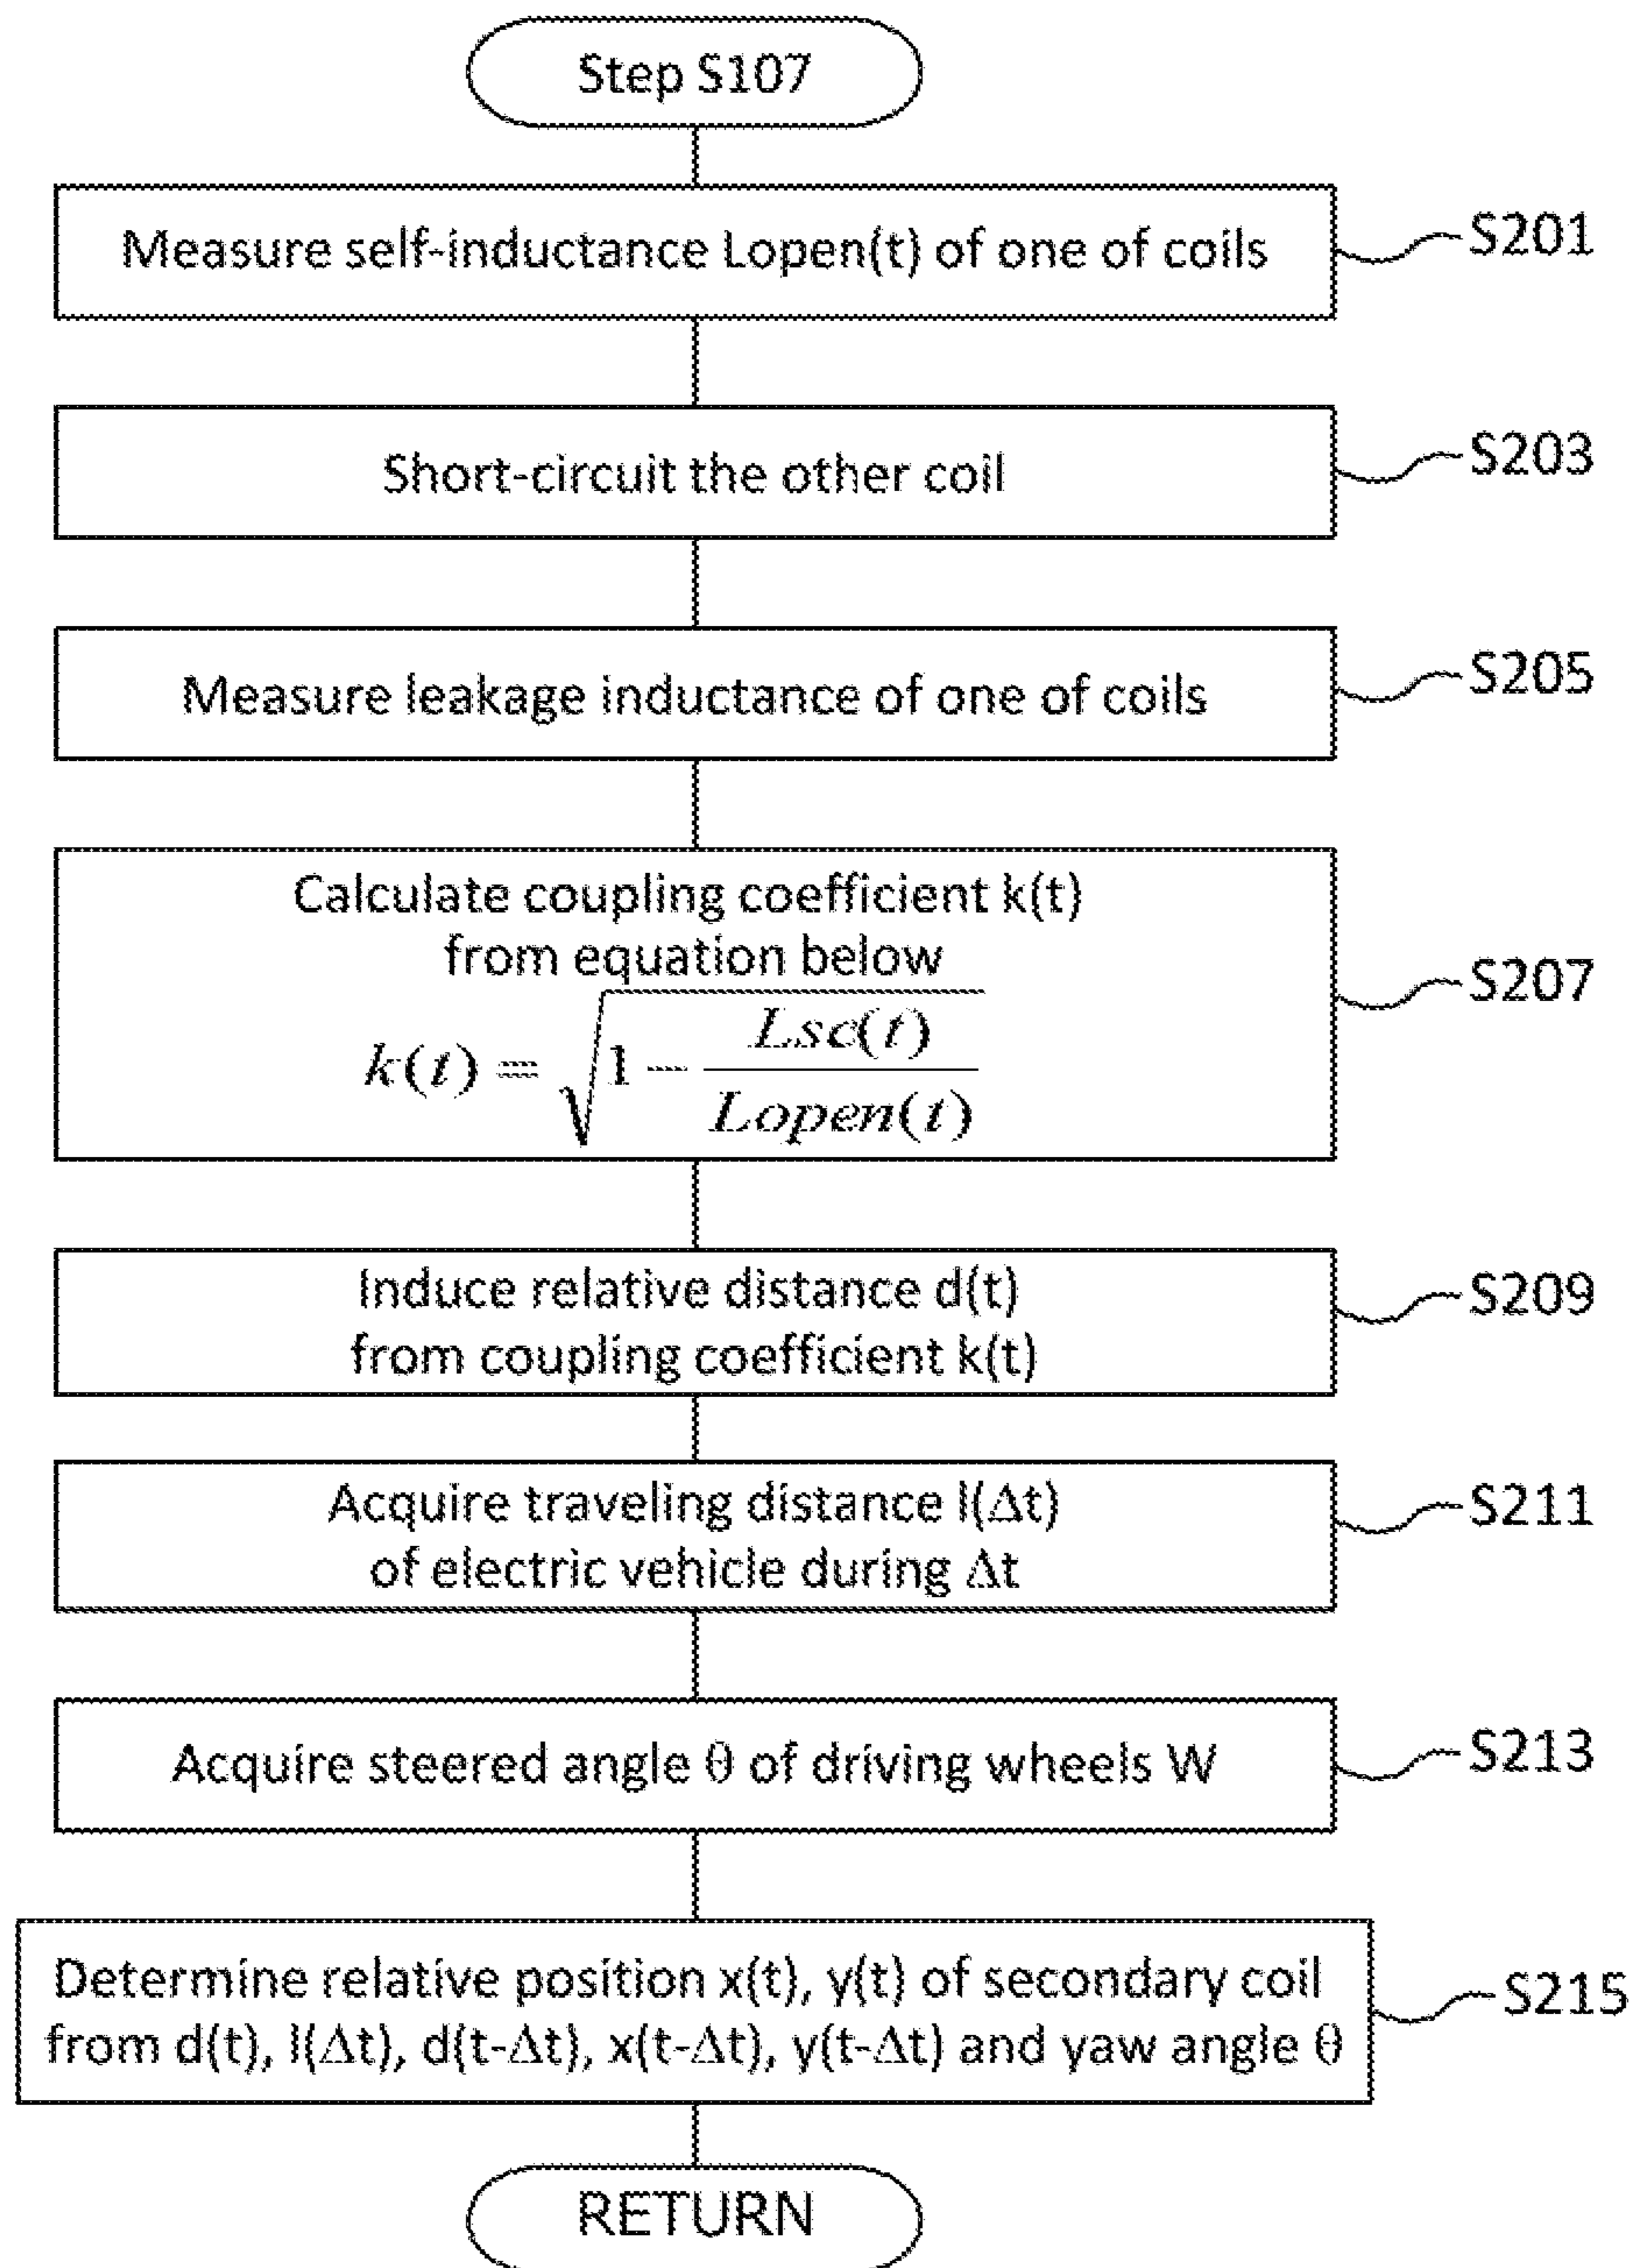 Step S107
Measure self-inductance Lopen(t) of one of coils
S201
Short-circuit the other coil
S203
Measure leakage inductance of one of coils
S205
Calculate coupling coefficient k(t)
from equation below
k(t) = √(1 - Lsc(t)/Lopen(t))
S207
Induce relative distance d(t)
from coupling coefficient k(t)
S209
Acquire traveling distance l(Δt)
of electric vehicle during Δt
S211
Acquire steered angle θ of driving wheels W
S213
Determine relative position x(t), y(t) of secondary coil
from d(t), l(Δt), d(t-Δt), x(t-Δt), y(t-Δt) and yaw angle θ
S215
RETURN